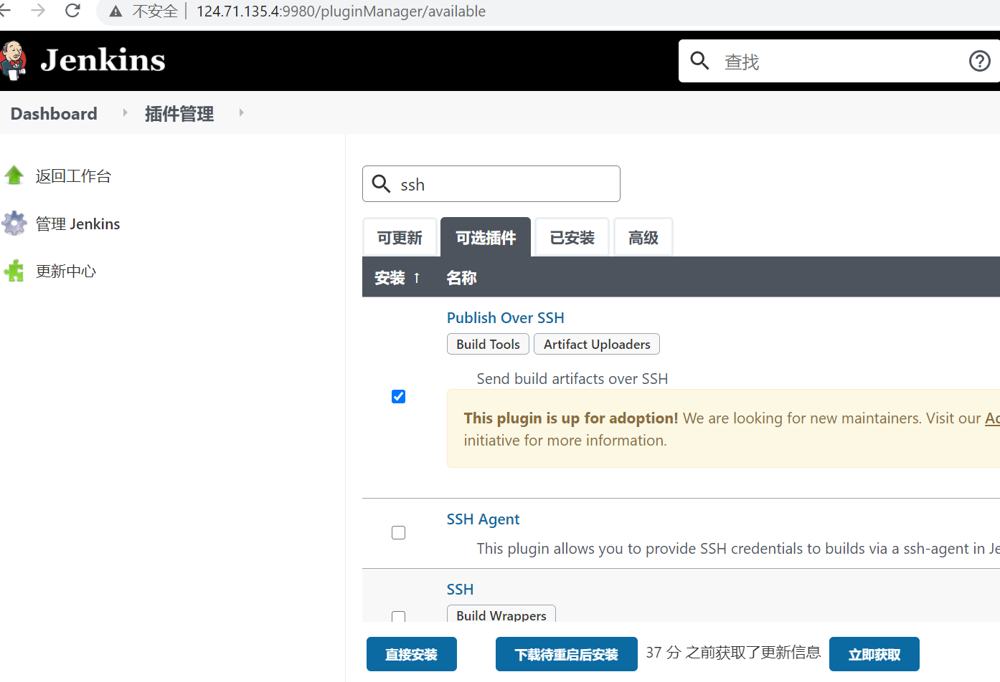 不安全 124.71.135.4:9980/pluginManager/available
Jenkins
查找
Dashboard 插件管理
返回工作台
管理 Jenkins
更新中心
ssh
可更新 可选插件 已安装 高级
安装 ↑ 名称
Publish Over SSH
Build Tools Artifact Uploaders
Send build artifacts over SSH
This plugin is up for adoption! We are looking for new maintainers. Visit our Ad
initiative for more information.
SSH Agent
This plugin allows you to provide SSH credentials to builds via a ssh-agent in Je
SSH
Build Wrappers
直接安装 下载待重启后安装 37 分 之前获取了更新信息 立即获取